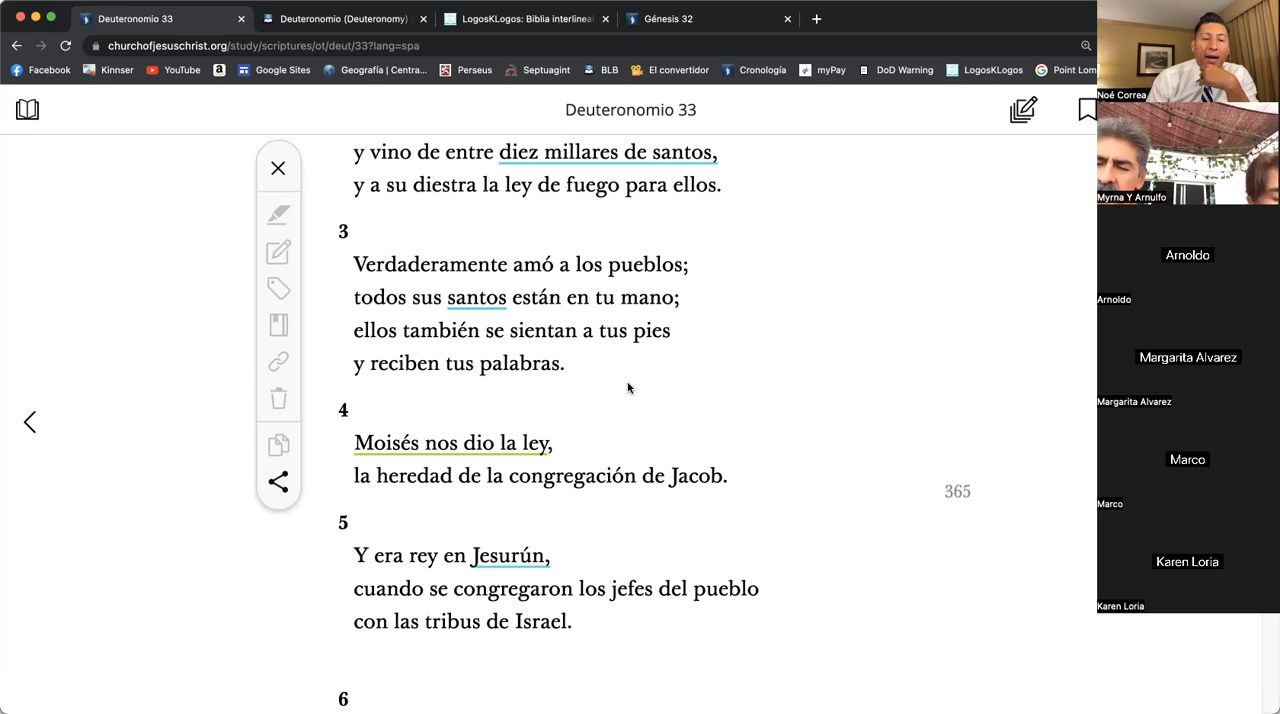 Deuteronomio 33
Deuteronomio (Deuteronomy)
LogosKLogos: Biblia interlineal
Génesis 32
churchofjesuschrist.org/study/scriptures/ot/deut/33?lang=spa
Facebook
Kinnser
YouTube
Google Sites
Geografía | Centra...
Perseus
Septuagint
BLB
El convertidor
Cronología
myPay
DoD Warning
LogosKLogos
Point Lom
Deuteronomio 33
y vino de entre diez millares de santos,
y a su diestra la ley de fuego para ellos.
3
Verdaderamente amó a los pueblos;
todos sus santos están en tu mano;
ellos también se sientan a tus pies
y reciben tus palabras.
4
Moisés nos dio la ley,
la heredad de la congregación de Jacob.
365
5
Y era rey en Jesurún,
cuando se congregaron los jefes del pueblo
con las tribus de Israel.
6
Noé Correa
Myrna Y Arnulfo
Arnoldo
Arnoldo
Margarita Alvarez
Margarita Alvarez
Marco
Marco
Karen Loria
Karen Loria